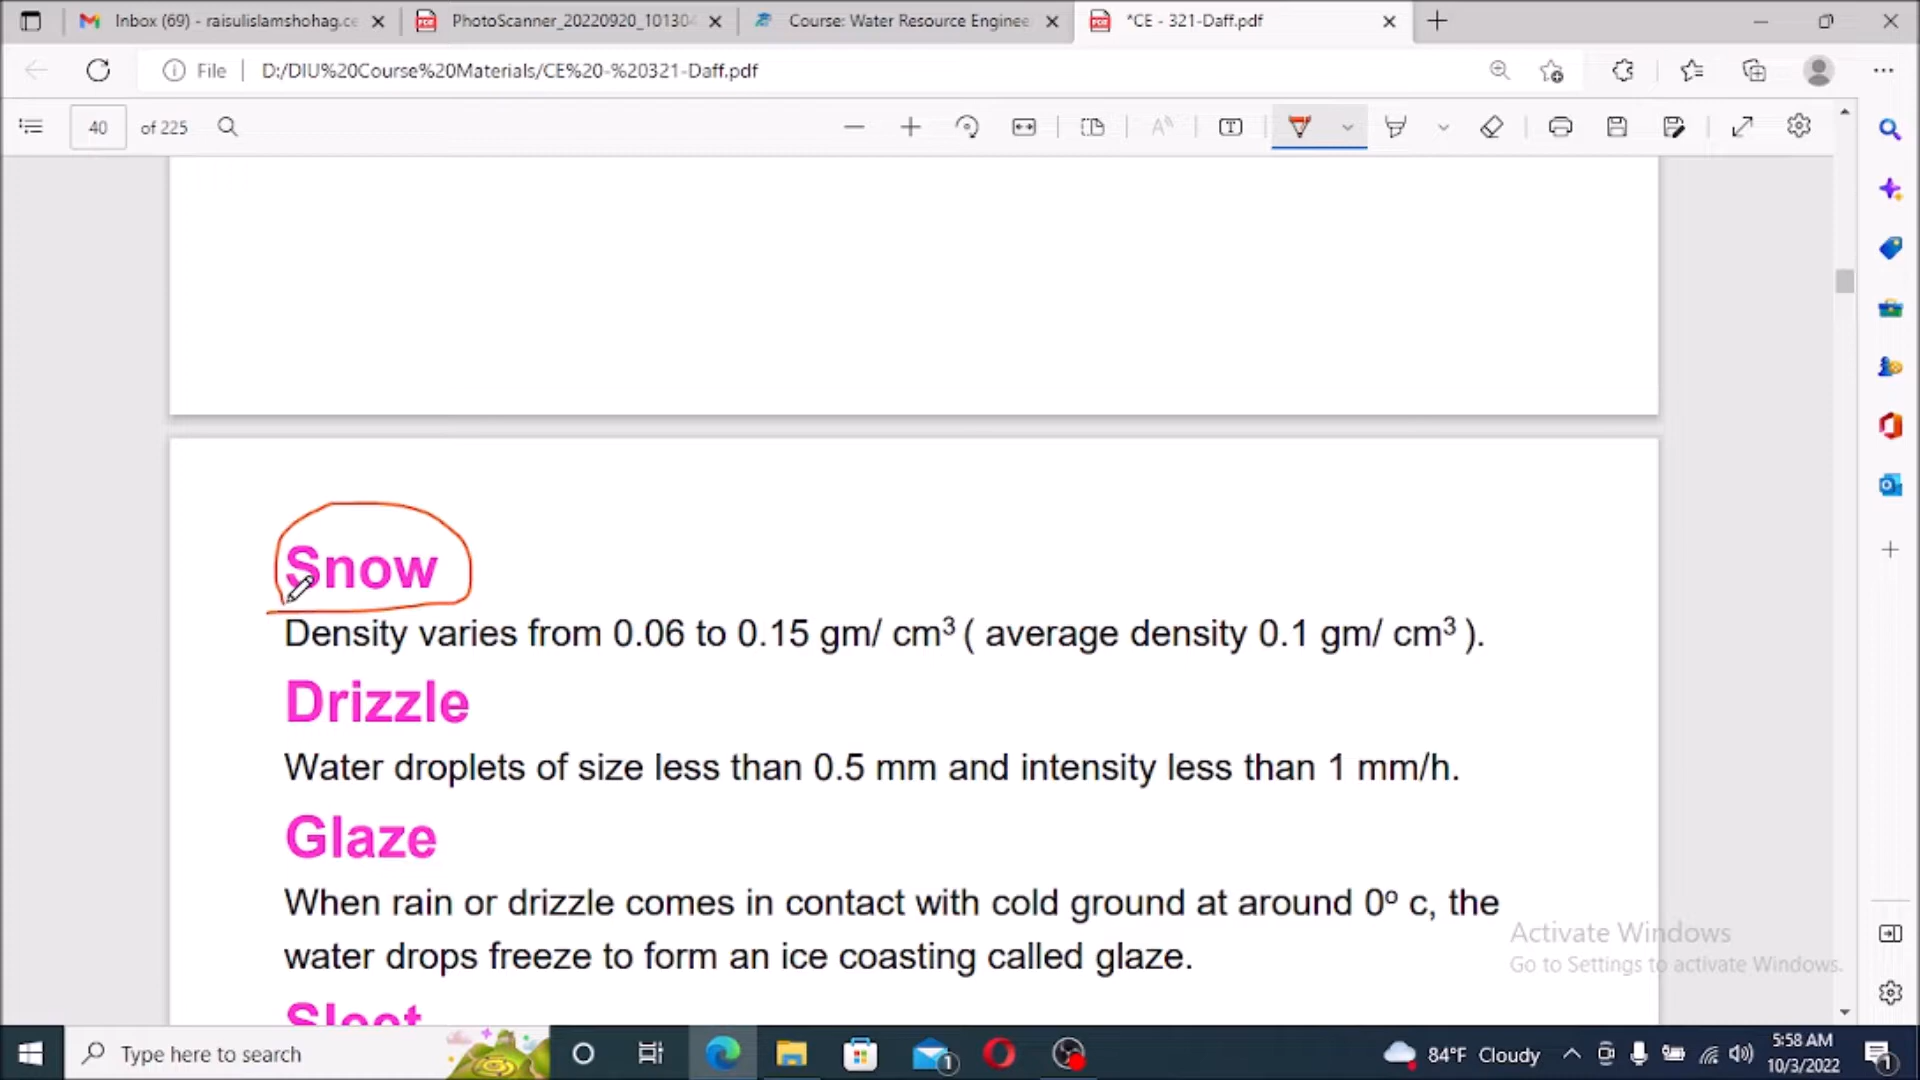 Inbox (69) - raisulislamshohag.ce
PhotoScanner_20220920_101304
Course: Water Resource Enginee
*CE - 321-Daff.pdf
File
D:/DIU%20Course%20Materials/CE%20-%20321-Daff.pdf
40 of 225
Snow
Density varies from 0.06 to 0.15 gm/ cm³ ( average density 0.1 gm/ cm³ ).
Drizzle
Water droplets of size less than 0.5 mm and intensity less than 1 mm/h.
Glaze
When rain or drizzle comes in contact with cold ground at around 0º c, the
water drops freeze to form an ice coasting called glaze.
Sleet
Activate Windows
Go to Settings to activate Windows.
Type here to search
84°F Cloudy
5:58 AM
10/3/2022